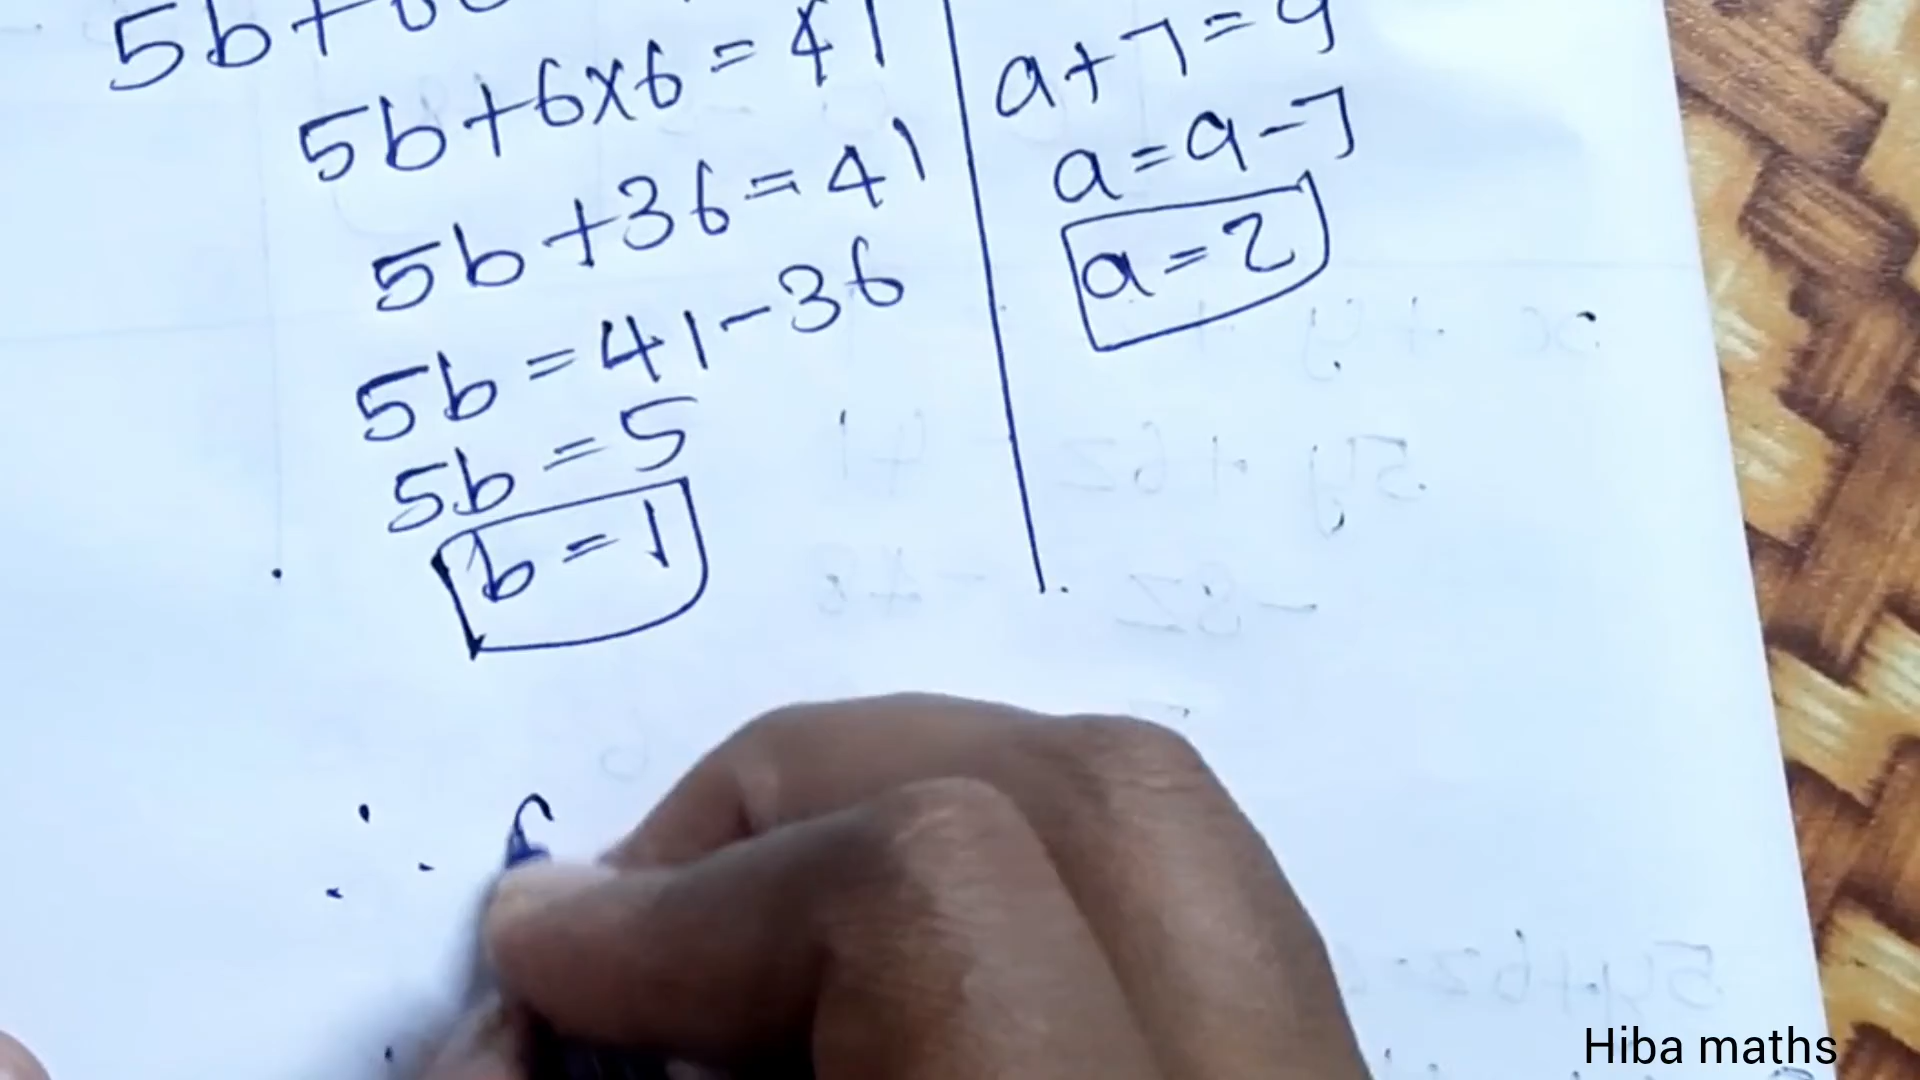 5b+
5b+6x6=41
5b+36=41
5b=41-36
5b=5
b=1
a+7=9
a=9-7
a=2
∴
Hiba maths